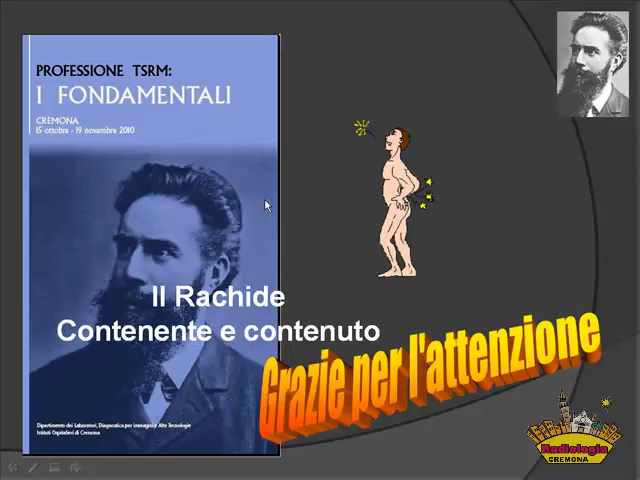 PROFESSIONE TSRM:
I FONDAMENTALI
CREMONA
15 ottobre - 19 novembre 2010
Il Rachide
Contenente e contenuto
Grazie per l'attenzione
Dipartimento dei Laboratori, Diagnostica per immagini e Alte Tecnologie
Istituti Ospitalieri di Cremona
Radiologia
CREMONA